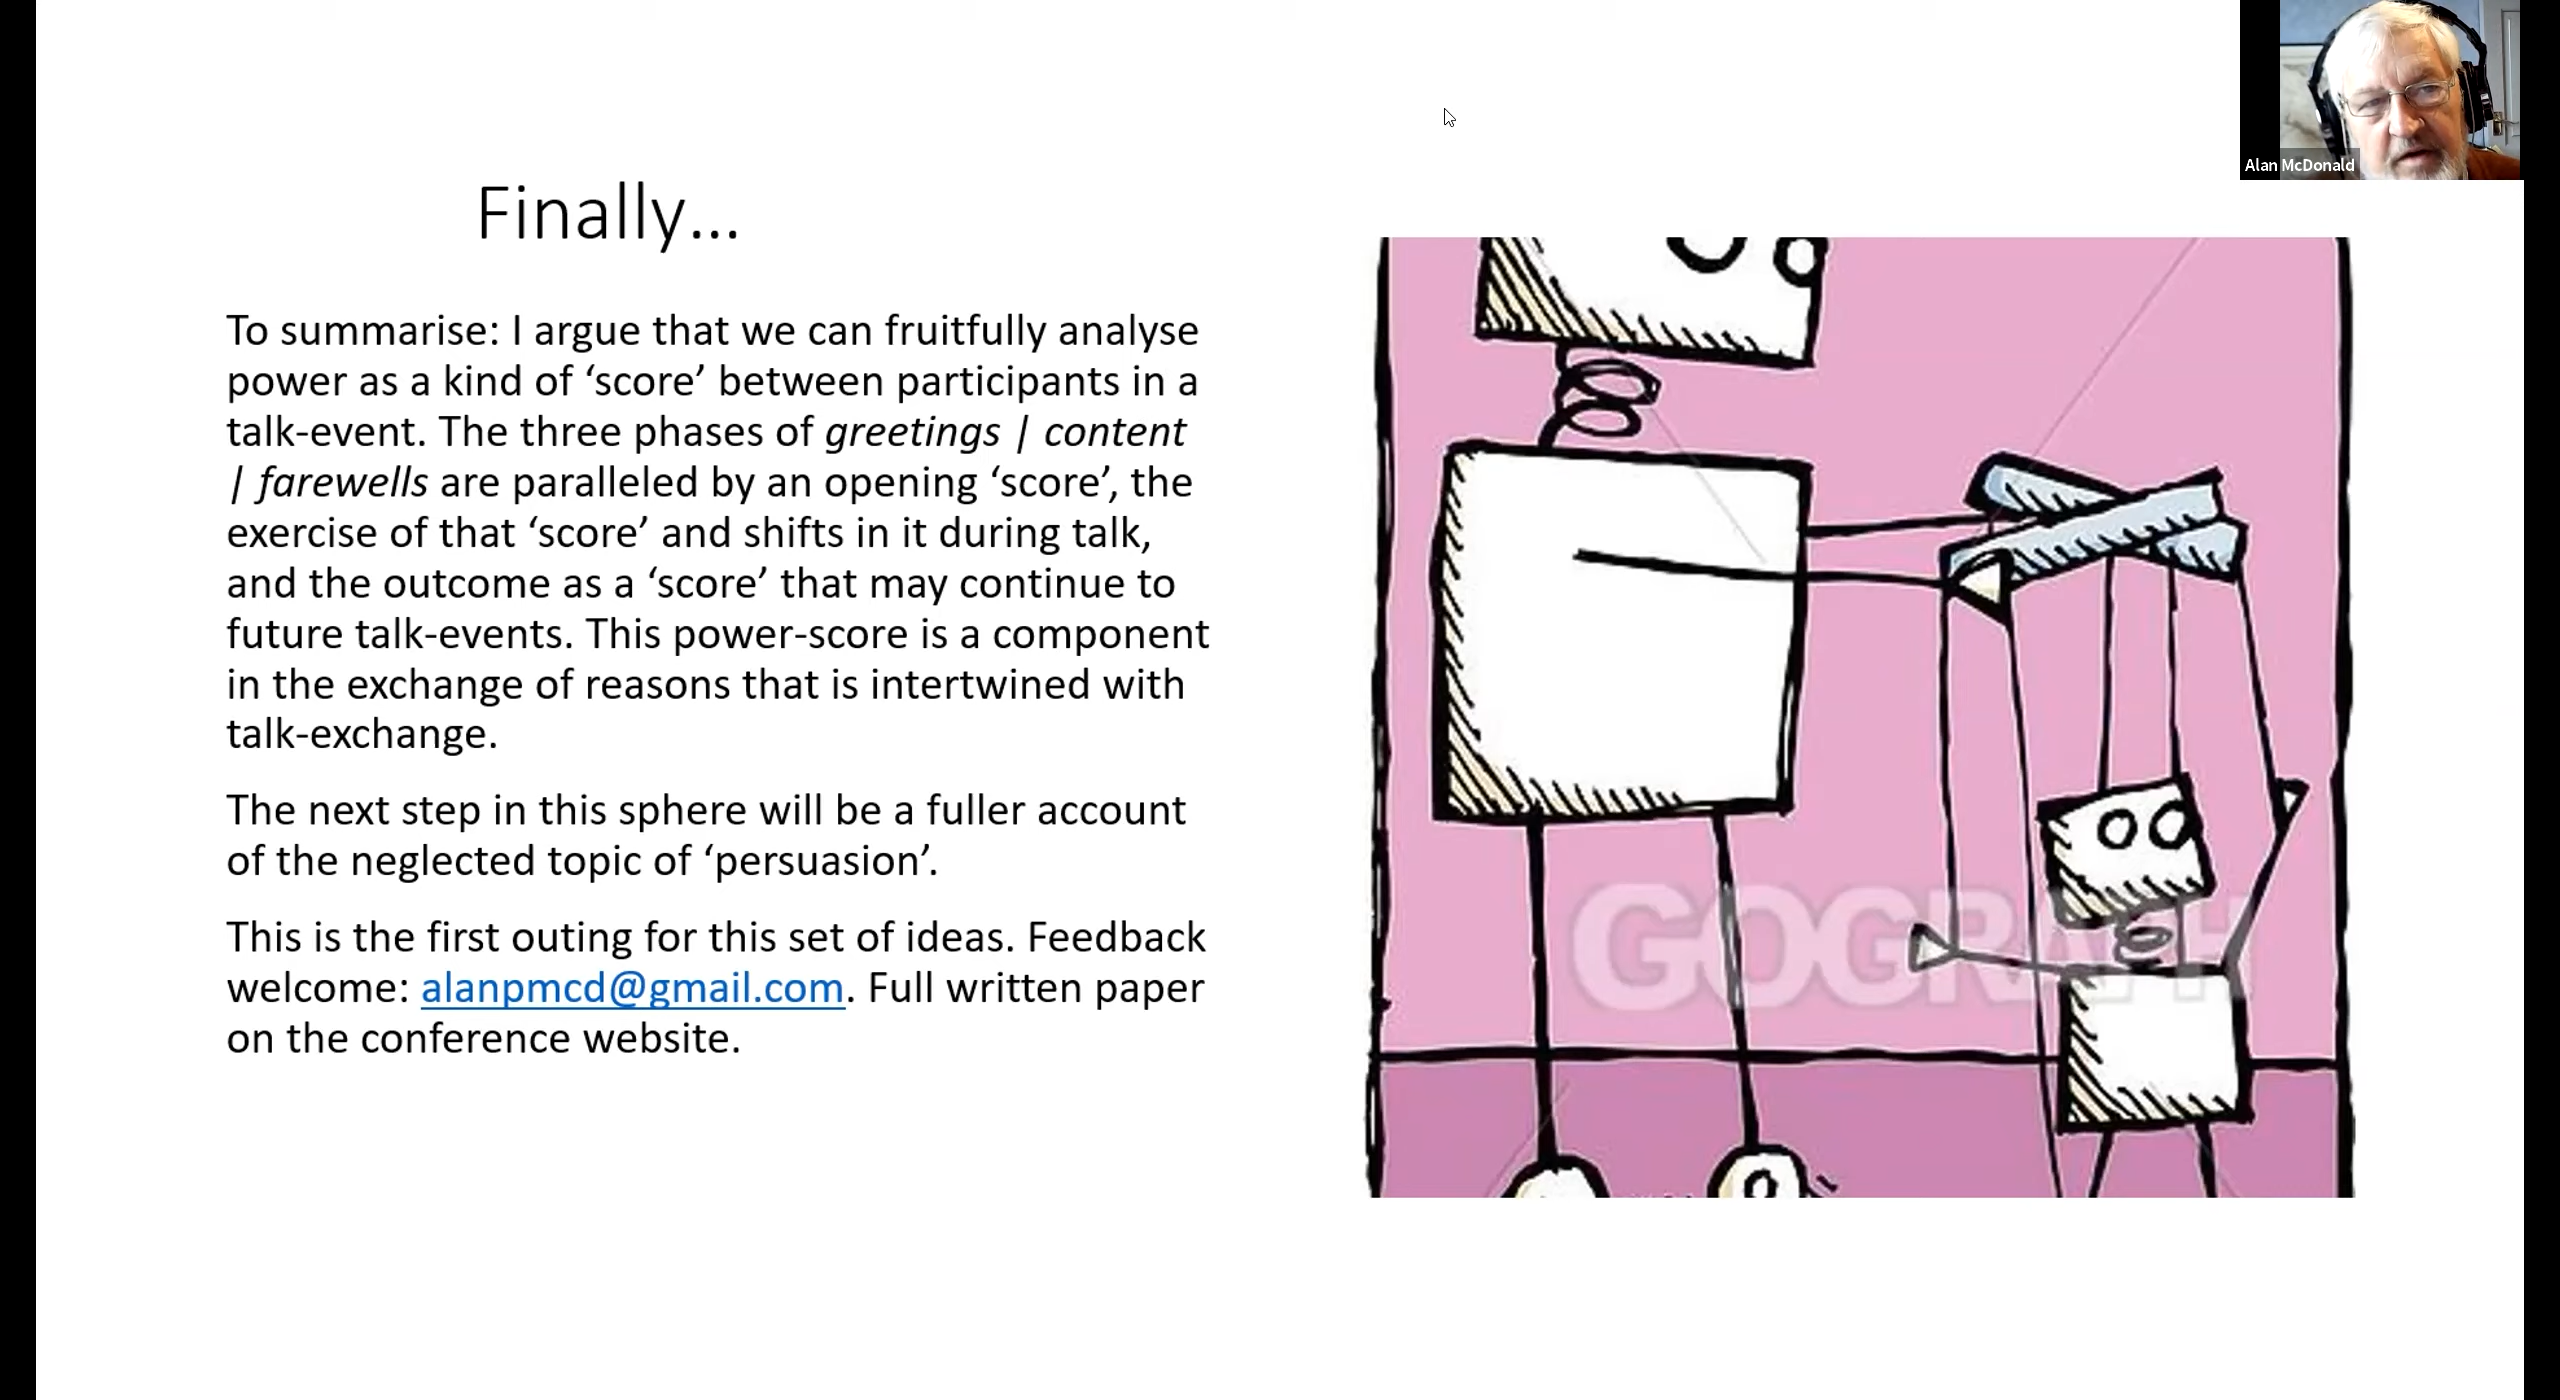 Alan McDonald
Finally...
To summarise: I argue that we can fruitfully analyse
power as a kind of ‘score’ between participants in a
talk-event. The three phases of greetings | content
| farewells are paralleled by an opening ‘score’, the
exercise of that ‘score’ and shifts in it during talk,
and the outcome as a ‘score’ that may continue to
future talk-events. This power-score is a component
in the exchange of reasons that is intertwined with
talk-exchange.
The next step in this sphere will be a fuller account
of the neglected topic of ‘persuasion’.
This is the first outing for this set of ideas. Feedback
welcome: alanpmcd@gmail.com. Full written paper
on the conference website.
GOGRAPH